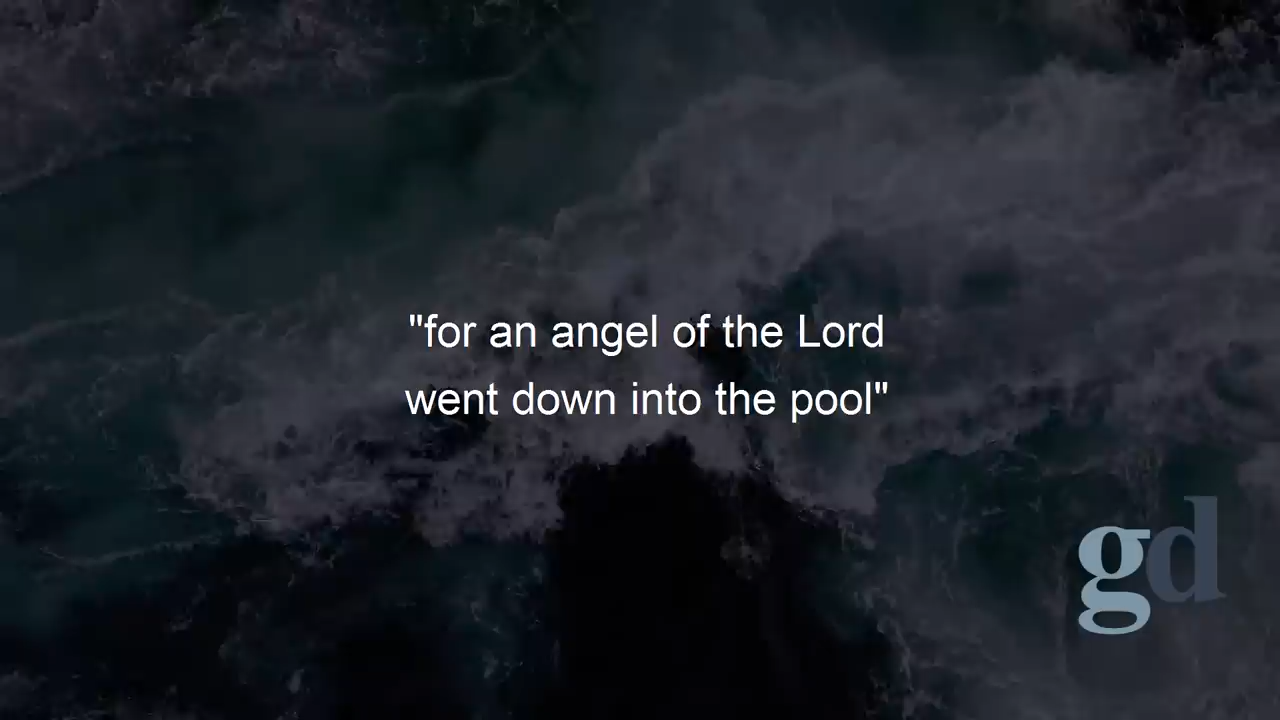 "for an angel of the Lord
went down into the pool"
gd